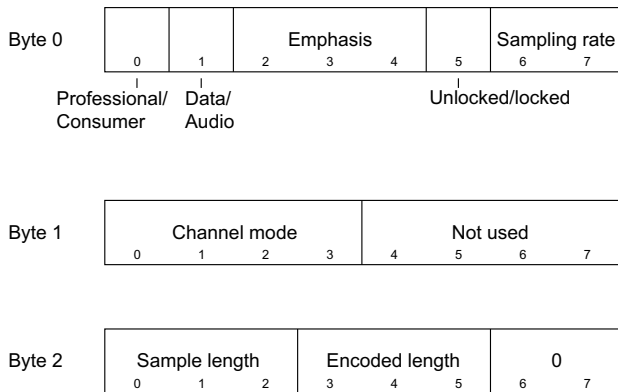 Byte 0
Emphasis
Sampling rate
0 1 2 3 4 5 6 7
Professional/ Data/ Unlocked/locked
Consumer Audio
Byte 1
Channel mode Not used
0 1 2 3 4 5 6 7
Byte 2
Sample length Encoded length 0
0 1 2 3 4 5 6 7